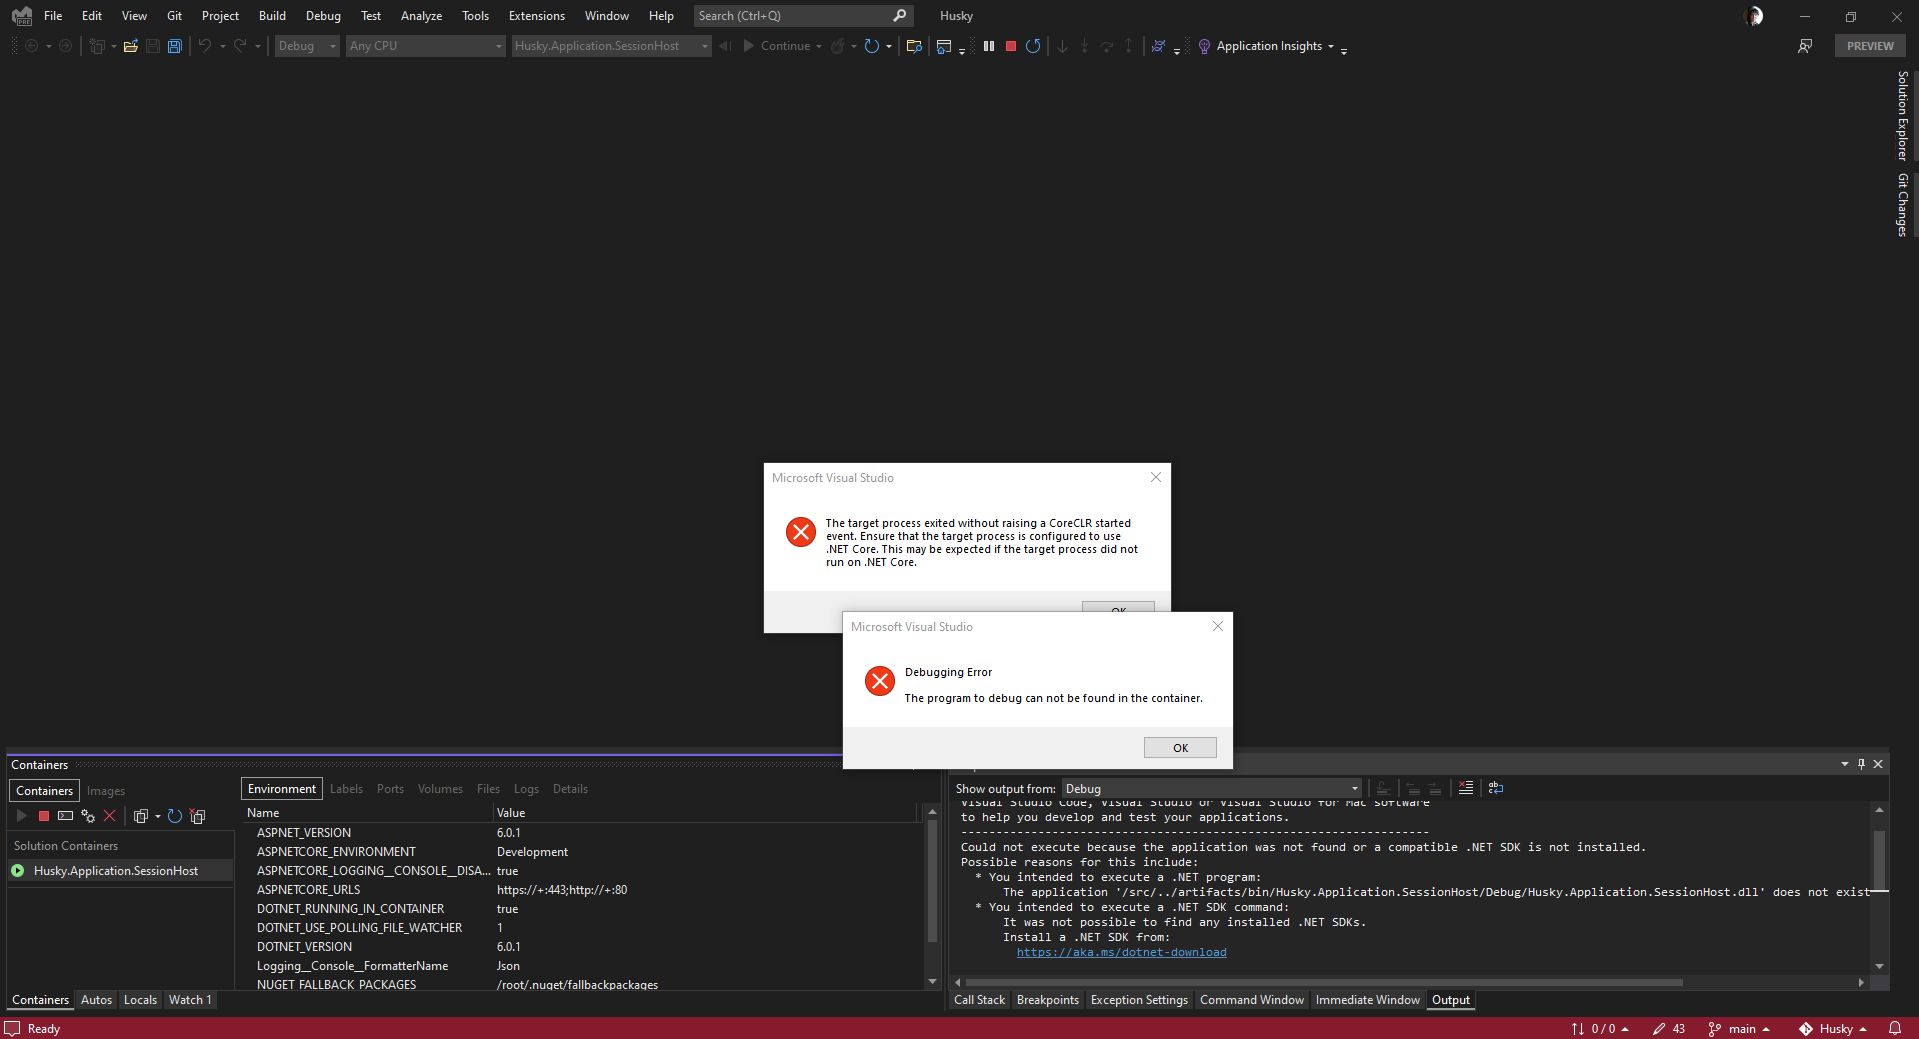 File Edit View Git Project Build Debug Test Analyze Tools Extensions Window Help Search (Ctrl+Q) Husky
Debug Any CPU Husky.Application.SessionHost Continue Application Insights PREVIEW
Solution Explorer
Git Changes
Microsoft Visual Studio
The target process exited without raising a CoreCLR started
event. Ensure that the target process is configured to use
.NET Core. This may be expected if the target process did not
run on .NET Core.
OK
Microsoft Visual Studio
Debugging Error
The program to debug can not be found in the container.
OK
Containers
Containers Images
Solution Containers
Husky.Application.SessionHost
Environment Labels Ports Volumes Files Logs Details
Name Value
ASPNET_VERSION 6.0.1
ASPNETCORE_ENVIRONMENT Development
ASPNETCORE_LOGGING__CONSOLE__DISA... true
ASPNETCORE_URLS https://+:443;http://+:80
DOTNET_RUNNING_IN_CONTAINER true
DOTNET_USE_POLLING_FILE_WATCHER 1
DOTNET_VERSION 6.0.1
Logging__Console__FormatterName Json
NUGET_FALLBACK_PACKAGES /root/.nuget/fallbackpackages
Containers Autos Locals Watch 1
Show output from: Debug
Visual Studio Code, Visual Studio or Visual Studio for Mac software
to help you develop and test your applications.
-------------------------------------------------------------------
Could not execute because the application was not found or a compatible .NET SDK is not installed.
Possible reasons for this include:
* You intended to execute a .NET program:
The application '/src/../artifacts/bin/Husky.Application.SessionHost/Debug/Husky.Application.SessionHost.dll' does not exist
* You intended to execute a .NET SDK command:
It was not possible to find any installed .NET SDKs.
Install a .NET SDK from:
https://aka.ms/dotnet-download
Call Stack Breakpoints Exception Settings Command Window Immediate Window Output
Ready 0 / 0 43 main Husky